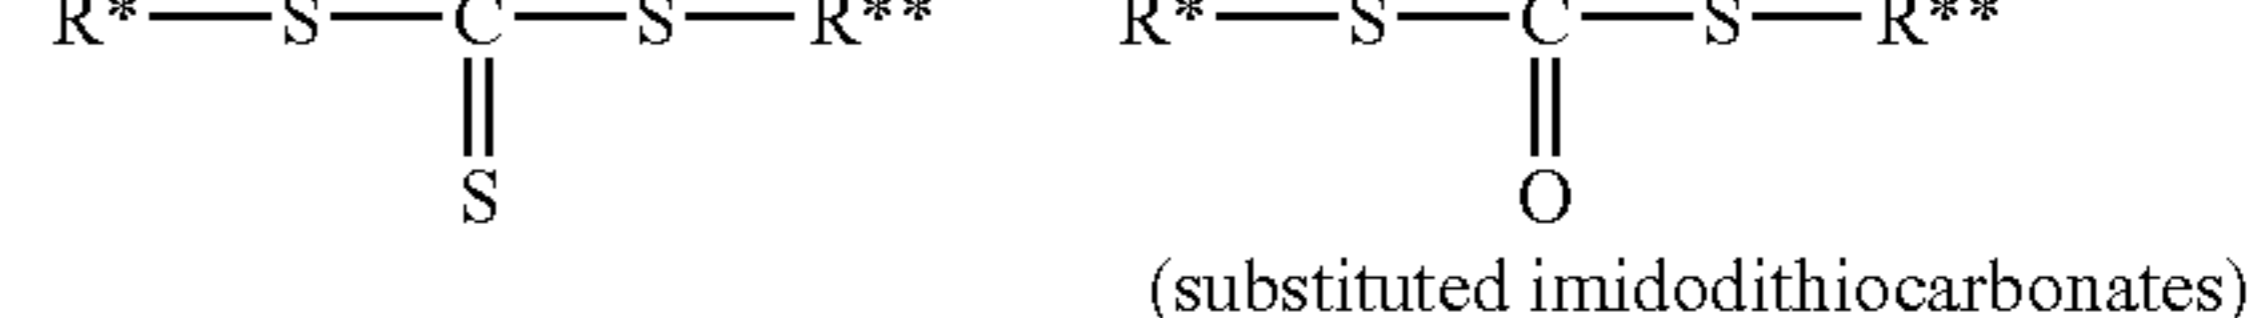 R* S C S R** R* S C S R**
S O
(substituted imidodithiocarbonates)